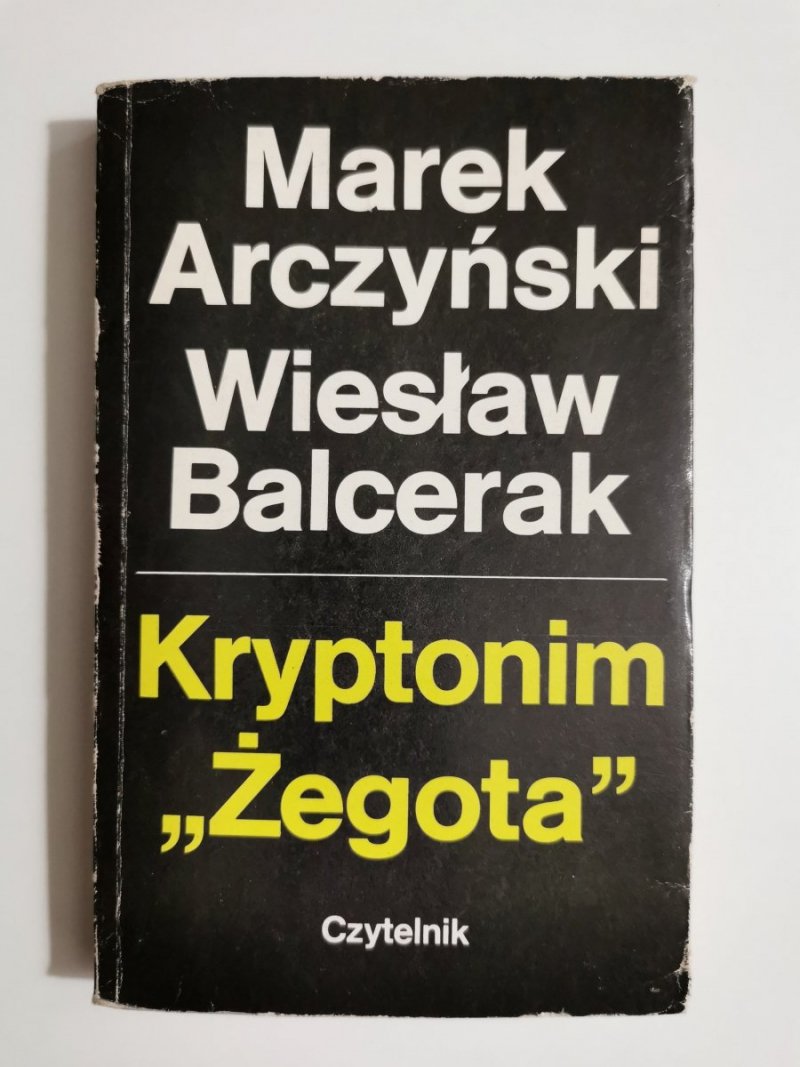 Marek
Arczyński
Wiesław
Balcerak
Kryptonim
„Żegota”
Czytelnik